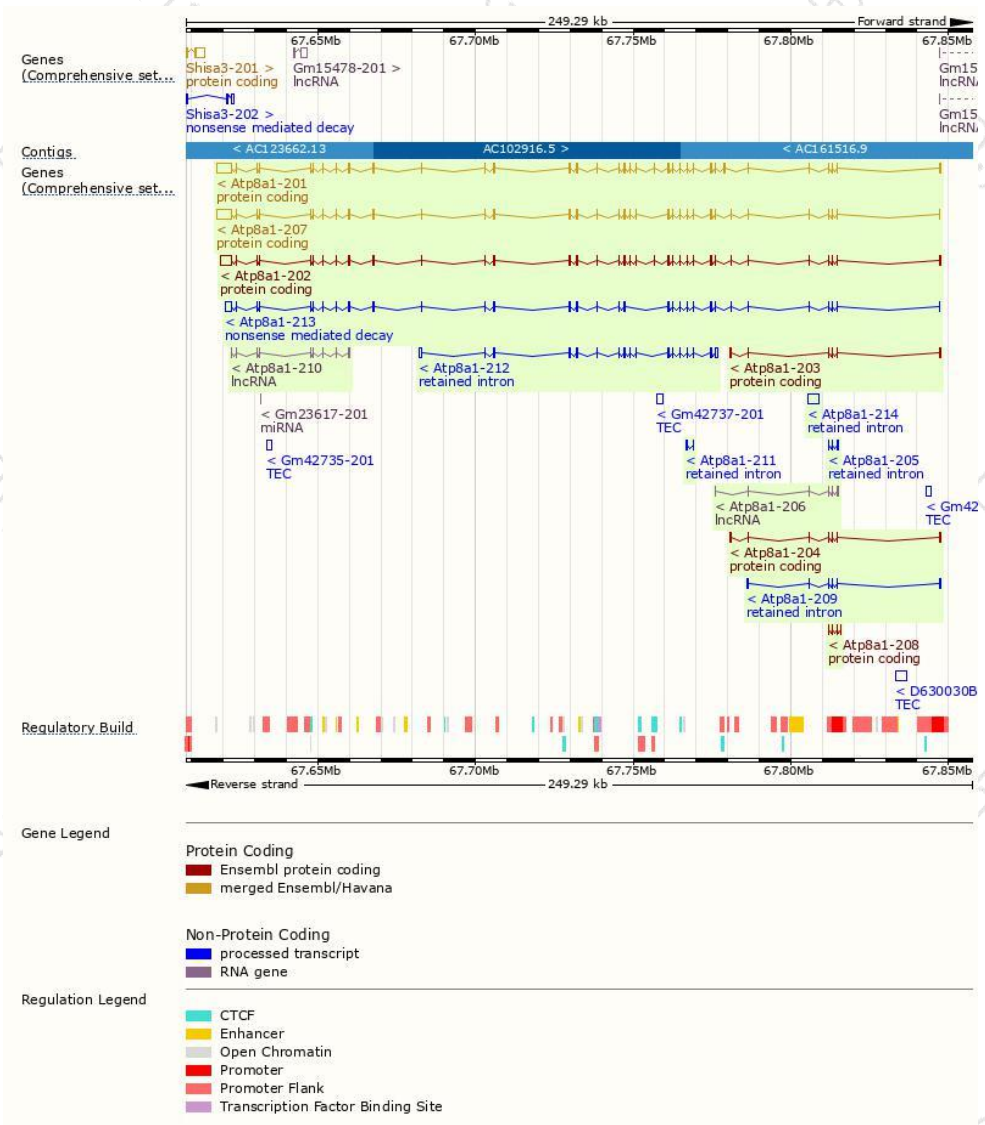 249.29 kb Forward strand
67.65Mb 67.70Mb 67.75Mb 67.80Mb 67.85Mb
Genes
(Comprehensive set...
Shisa3-201 > Gm15478-201 > Gm15
protein coding lncRNA lncRN
Shisa3-202 > Gm15
nonsense mediated decay lncRN
Contigs < AC123662.13 AC102916.5 > < AC161516.9
Genes
(Comprehensive set...
< Atp8a1-201
protein coding
< Atp8a1-207
protein coding
< Atp8a1-202
protein coding
< Atp8a1-213
nonsense mediated decay
< Atp8a1-210 < Atp8a1-212 < Atp8a1-203
lncRNA retained intron protein coding
< Gm23617-201 < Gm42737-201 < Atp8a1-214
miRNA TEC retained intron
< Gm42735-201 < Atp8a1-211 < Atp8a1-205
TEC retained intron retained intron
< Atp8a1-206 < Gm42
lncRNA TEC
< Atp8a1-204
protein coding
< Atp8a1-209
retained intron
< Atp8a1-208
protein coding
< D630030B
TEC
Regulatory Build
67.65Mb 67.70Mb 67.75Mb 67.80Mb 67.85Mb
Reverse strand 249.29 kb
Gene Legend
Protein Coding
Ensembl protein coding
merged Ensembl/Havana
Non-Protein Coding
processed transcript
RNA gene
Regulation Legend
CTCF
Enhancer
Open Chromatin
Promoter
Promoter Flank
Transcription Factor Binding Site